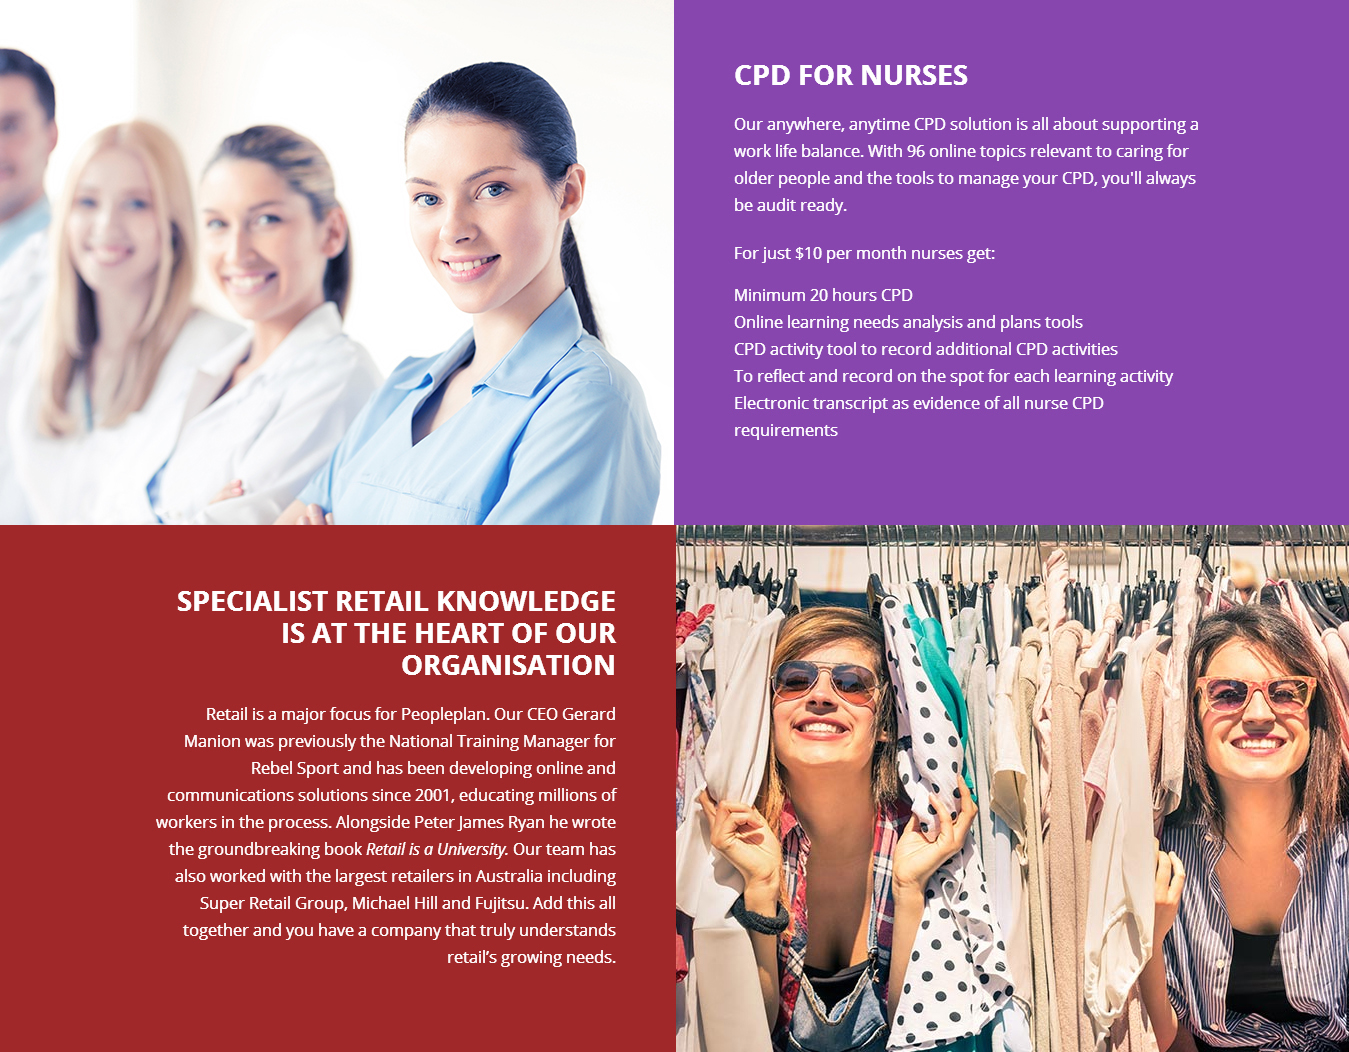 CPD FOR NURSES
Our anywhere, anytime CPD solution is all about supporting a
work life balance. With 96 online topics relevant to caring for
older people and the tools to manage your CPD, you'll always
be audit ready.
For just $10 per month nurses get:
Minimum 20 hours CPD
Online learning needs analysis and plans tools
CPD activity tool to record additional CPD activities
To reflect and record on the spot for each learning activity
Electronic transcript as evidence of all nurse CPD
requirements
SPECIALIST RETAIL KNOWLEDGE
IS AT THE HEART OF OUR
ORGANISATION
Retail is a major focus for Peopleplan. Our CEO Gerard
Manion was previously the National Training Manager for
Rebel Sport and has been developing online and
communications solutions since 2001, educating millions of
workers in the process. Alongside Peter James Ryan he wrote
the groundbreaking book Retail is a University. Our team has
also worked with the largest retailers in Australia including
Super Retail Group, Michael Hill and Fujitsu. Add this all
together and you have a company that truly understands
retail’s growing needs.